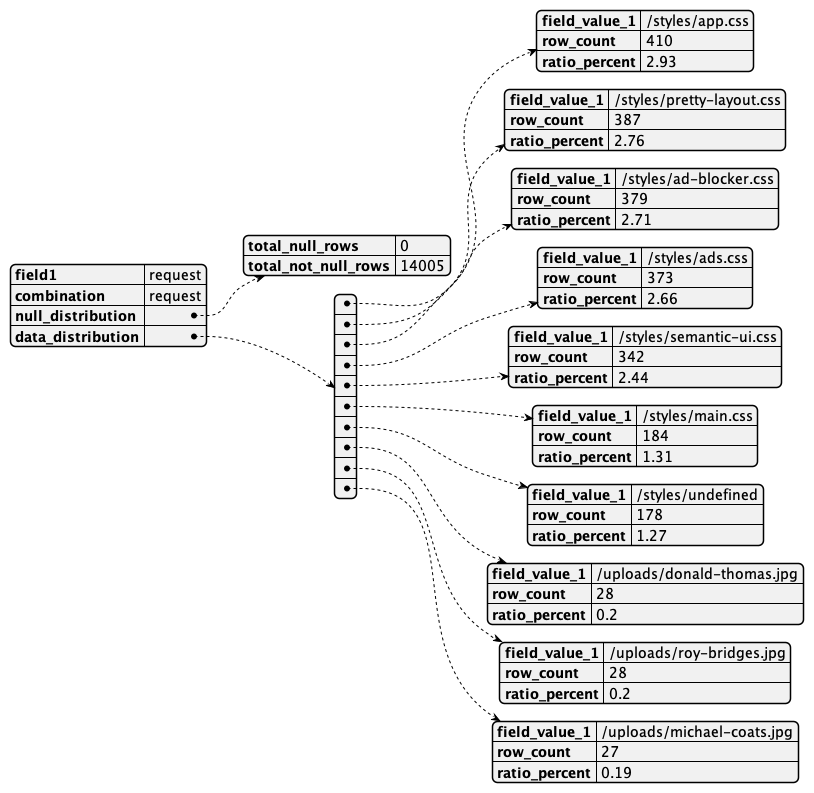 field1 request
combination request
null_distribution
data_distribution
total_null_rows 0
total_not_null_rows 14005
field_value_1 /styles/app.css
row_count 410
ratio_percent 2.93
field_value_1 /styles/pretty-layout.css
row_count 387
ratio_percent 2.76
field_value_1 /styles/ad-blocker.css
row_count 379
ratio_percent 2.71
field_value_1 /styles/ads.css
row_count 373
ratio_percent 2.66
field_value_1 /styles/semantic-ui.css
row_count 342
ratio_percent 2.44
field_value_1 /styles/main.css
row_count 184
ratio_percent 1.31
field_value_1 /styles/undefined
row_count 178
ratio_percent 1.27
field_value_1 /uploads/donald-thomas.jpg
row_count 28
ratio_percent 0.2
field_value_1 /uploads/roy-bridges.jpg
row_count 28
ratio_percent 0.2
field_value_1 /uploads/michael-coats.jpg
row_count 27
ratio_percent 0.19